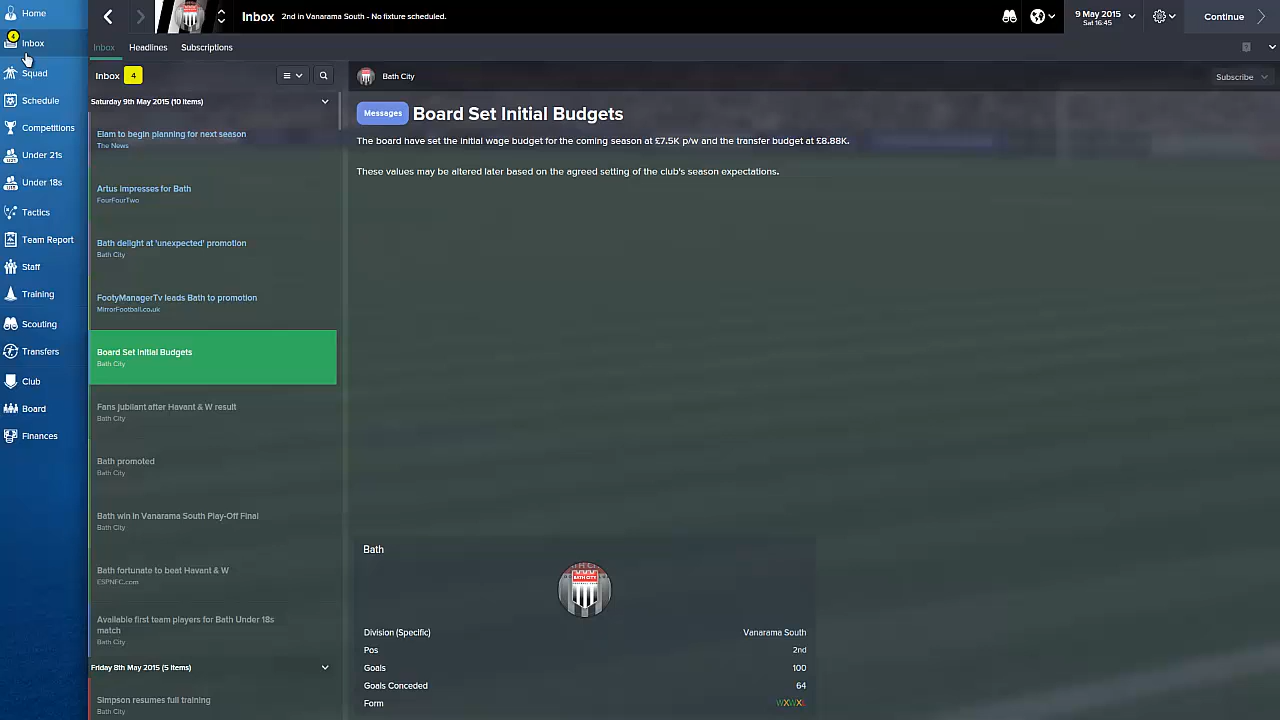 Home
Inbox
2nd in Vanarama South - No fixture scheduled.
9 May 2015
Sat 16:45
Continue
4
Inbox
Squad
Schedule
Competitions
Under 21s
Under 18s
Tactics
Team Report
Staff
Training
Scouting
Transfers
Club
Board
Finances
Inbox
Headlines
Subscriptions
Inbox 4
Saturday 9th May 2015 (10 Items)
Elam to begin planning for next season
The News
Artus impresses for Bath
FourFourTwo
Bath delight at 'unexpected' promotion
Bath City
FootyManagerTv leads Bath to promotion
MirrorFootball.co.uk
Board Set Initial Budgets
Bath City
Fans jubilant after Havant & W result
Bath City
Bath promoted
Bath City
Bath win in Vanarama South Play-Off Final
Bath City
Bath fortunate to beat Havant & W
ESPNFC.com
Available first team players for Bath Under 18s
match
Bath City
Friday 8th May 2015 (5 Items)
Simpson resumes full training
Bath City
Bath City
Subscribe
Messages Board Set Initial Budgets
The board have set the initial wage budget for the coming season at £7.5K p/w and the transfer budget at £8.88K.
These values may be altered later based on the agreed setting of the club's season expectations.
Bath
BATH CITY
Division (Specific) Vanarama South
Pos 2nd
Goals 100
Goals Conceded 64
Form